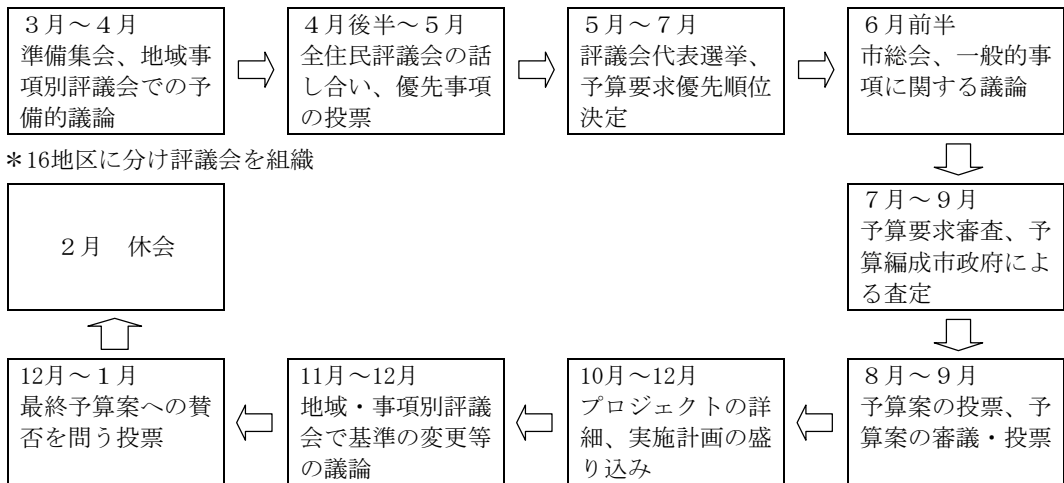 ３月～４月
準備集会、地域事
項別評議会での予
備的議論
４月後半～５月
全住民評議会の話
し合い、優先事項
の投票
５月～７月
評議会代表選挙、
予算要求優先順位
決定
６月前半
市総会、一般的事
項に関する議論
＊16地区に分け評議会を組織
７月～９月
予算要求審査、予
算編成市政府によ
る査定
８月～９月
予算案の投票、予
算案の審議・投票
10月～12月
プロジェクトの詳
細、実施計画の盛
り込み
11月～12月
地域・事項別評議
会で基準の変更等
の議論
12月～１月
最終予算案への賛
否を問う投票
２月　休会